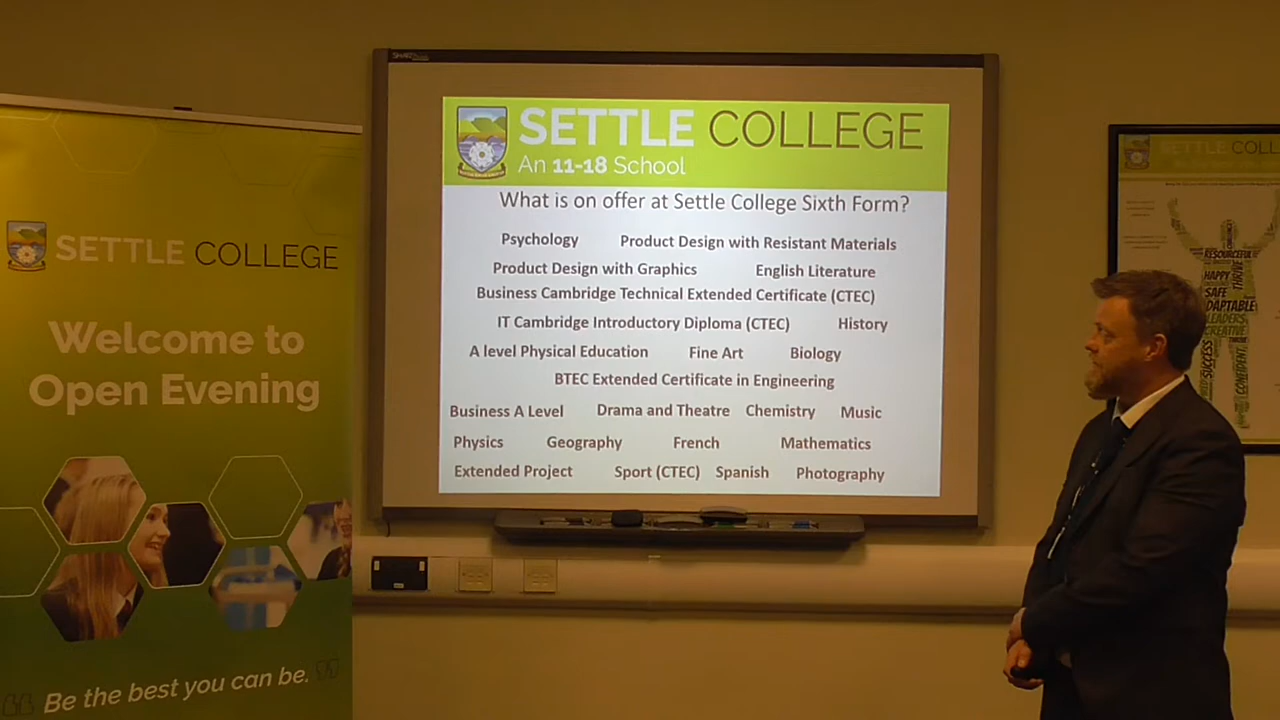 SETTLE COLLEGE
Welcome to
Open Evening
Be the best you can be.
SMART
SETTLE COLLEGE
An 11-18 School
What is on offer at Settle College Sixth Form?
Psychology Product Design with Resistant Materials
Product Design with Graphics English Literature
Business Cambridge Technical Extended Certificate (CTEC)
IT Cambridge Introductory Diploma (CTEC) History
A level Physical Education Fine Art Biology
BTEC Extended Certificate in Engineering
Business A Level Drama and Theatre Chemistry Music
Physics Geography French Mathematics
Extended Project Sport (CTEC) Spanish Photography
SETTLE COLL
RESOURCEFUL
HAPPY
THRIVE
SAFE
ADAPTABLE
LEADERS
CREATIVE
SUCCESS
CONFIDENT